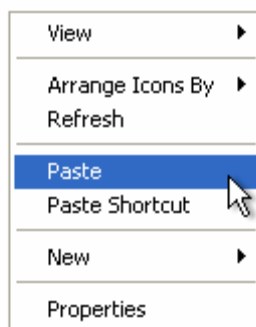 View
Arrange Icons By
Refresh
Paste
Paste Shortcut
New
Properties